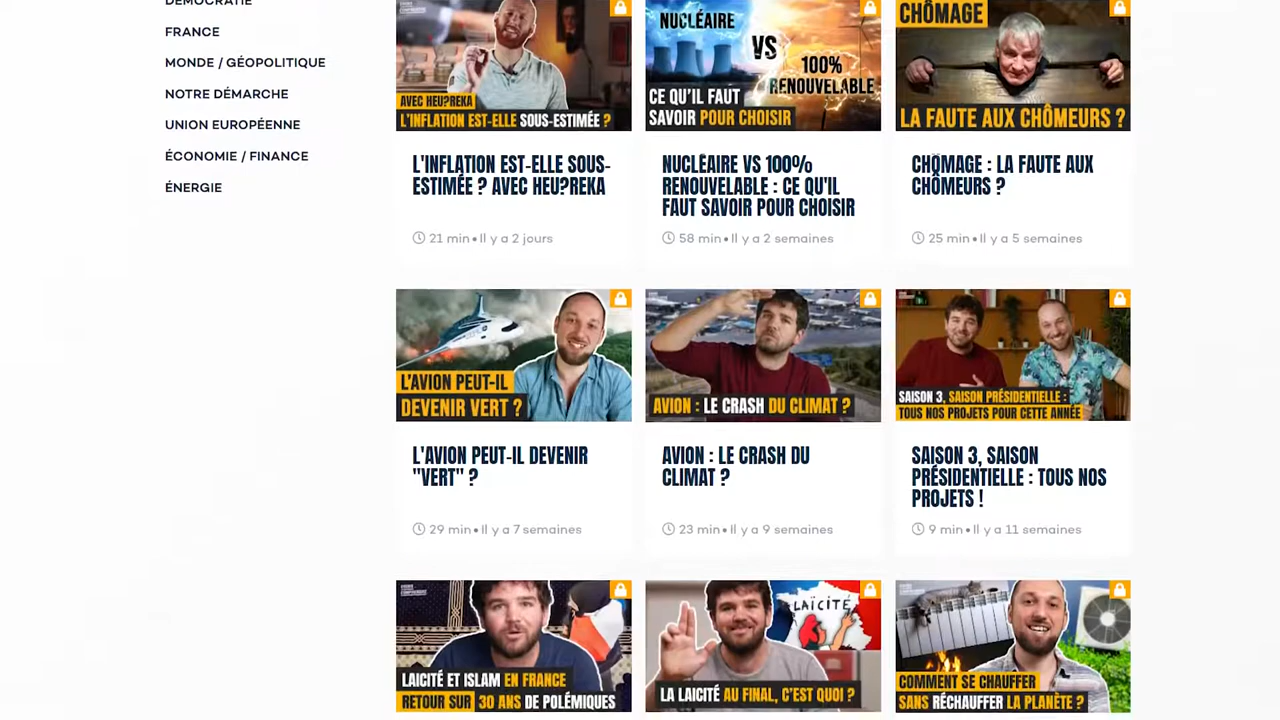 DÉMOCRATIE
FRANCE
MONDE / GÉOPOLITIQUE
NOTRE DÉMARCHE
UNION EUROPÉENNE
ÉCONOMIE / FINANCE
ÉNERGIE
AVEC HEU?REKA
L'INFLATION EST-ELLE SOUS-ESTIMÉE ?
L'INFLATION EST-ELLE SOUS-
ESTIMÉE ? AVEC HEU?REKA
21 min • Il y a 2 jours
NUCLÉAIRE
VS
100%
RENOUVELABLE
CE QU'IL FAUT
SAVOIR POUR CHOISIR
NUCLÉAIRE VS 100%
RENOUVELABLE : CE QU'IL
FAUT SAVOIR POUR CHOISIR
58 min • Il y a 2 semaines
CHÔMAGE
LA FAUTE AUX CHÔMEURS ?
CHÔMAGE : LA FAUTE AUX
CHÔMEURS ?
25 min • Il y a 5 semaines
L'AVION PEUT-IL
DEVENIR VERT ?
L'AVION PEUT-IL DEVENIR
"VERT" ?
29 min • Il y a 7 semaines
AVION : LE CRASH DU CLIMAT ?
AVION : LE CRASH DU
CLIMAT ?
23 min • Il y a 9 semaines
SAISON 3, SAISON PRÉSIDENTIELLE :
TOUS NOS PROJETS POUR CETTE ANNÉE
SAISON 3, SAISON
PRÉSIDENTIELLE : TOUS NOS
PROJETS !
9 min • Il y a 11 semaines
LAICITÉ ET ISLAM EN FRANCE
RETOUR SUR 30 ANS DE POLÉMIQUES
LAÏCITÉ
LA LAICITÉ AU FINAL, C'EST QUOI ?
COMMENT SE CHAUFFER
SANS RÉCHAUFFER LA PLANÈTE ?